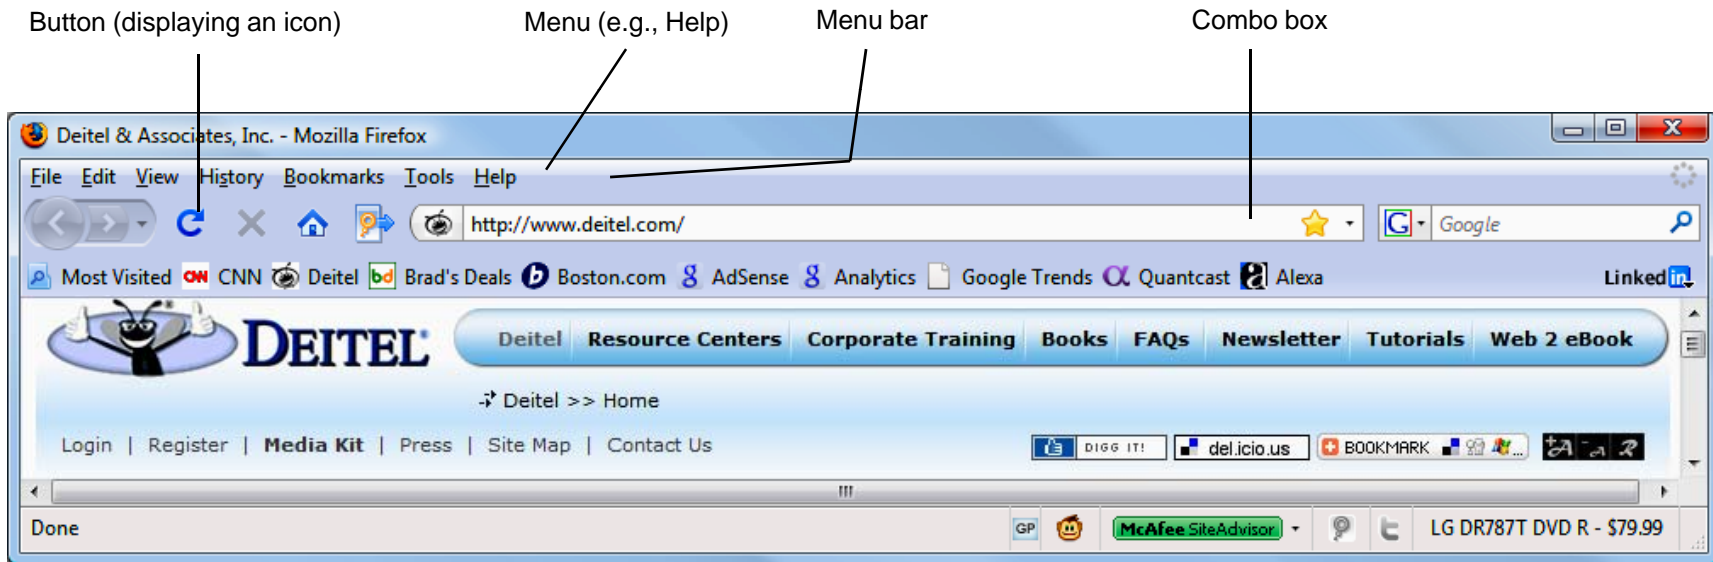 Button (displaying an icon) Menu (e.g., Help) Menu bar Combo box
Deitel & Associates, Inc. - Mozilla Firefox
File Edit View History Bookmarks Tools Help
http://www.deitel.com/ G Google
Most Visited CNN CNN Deitel bd Brad's Deals b Boston.com g AdSense g Analytics Google Trends Quantcast a Alexa Linked in
DEITEL Deitel Resource Centers Corporate Training Books FAQs Newsletter Tutorials Web 2 eBook
Deitel >> Home
Login | Register | Media Kit | Press | Site Map | Contact Us DIGG IT! del.icio.us BOOKMARK ... +A -A R
Done GP McAfee SiteAdvisor t LG DR787T DVD R - $79.99